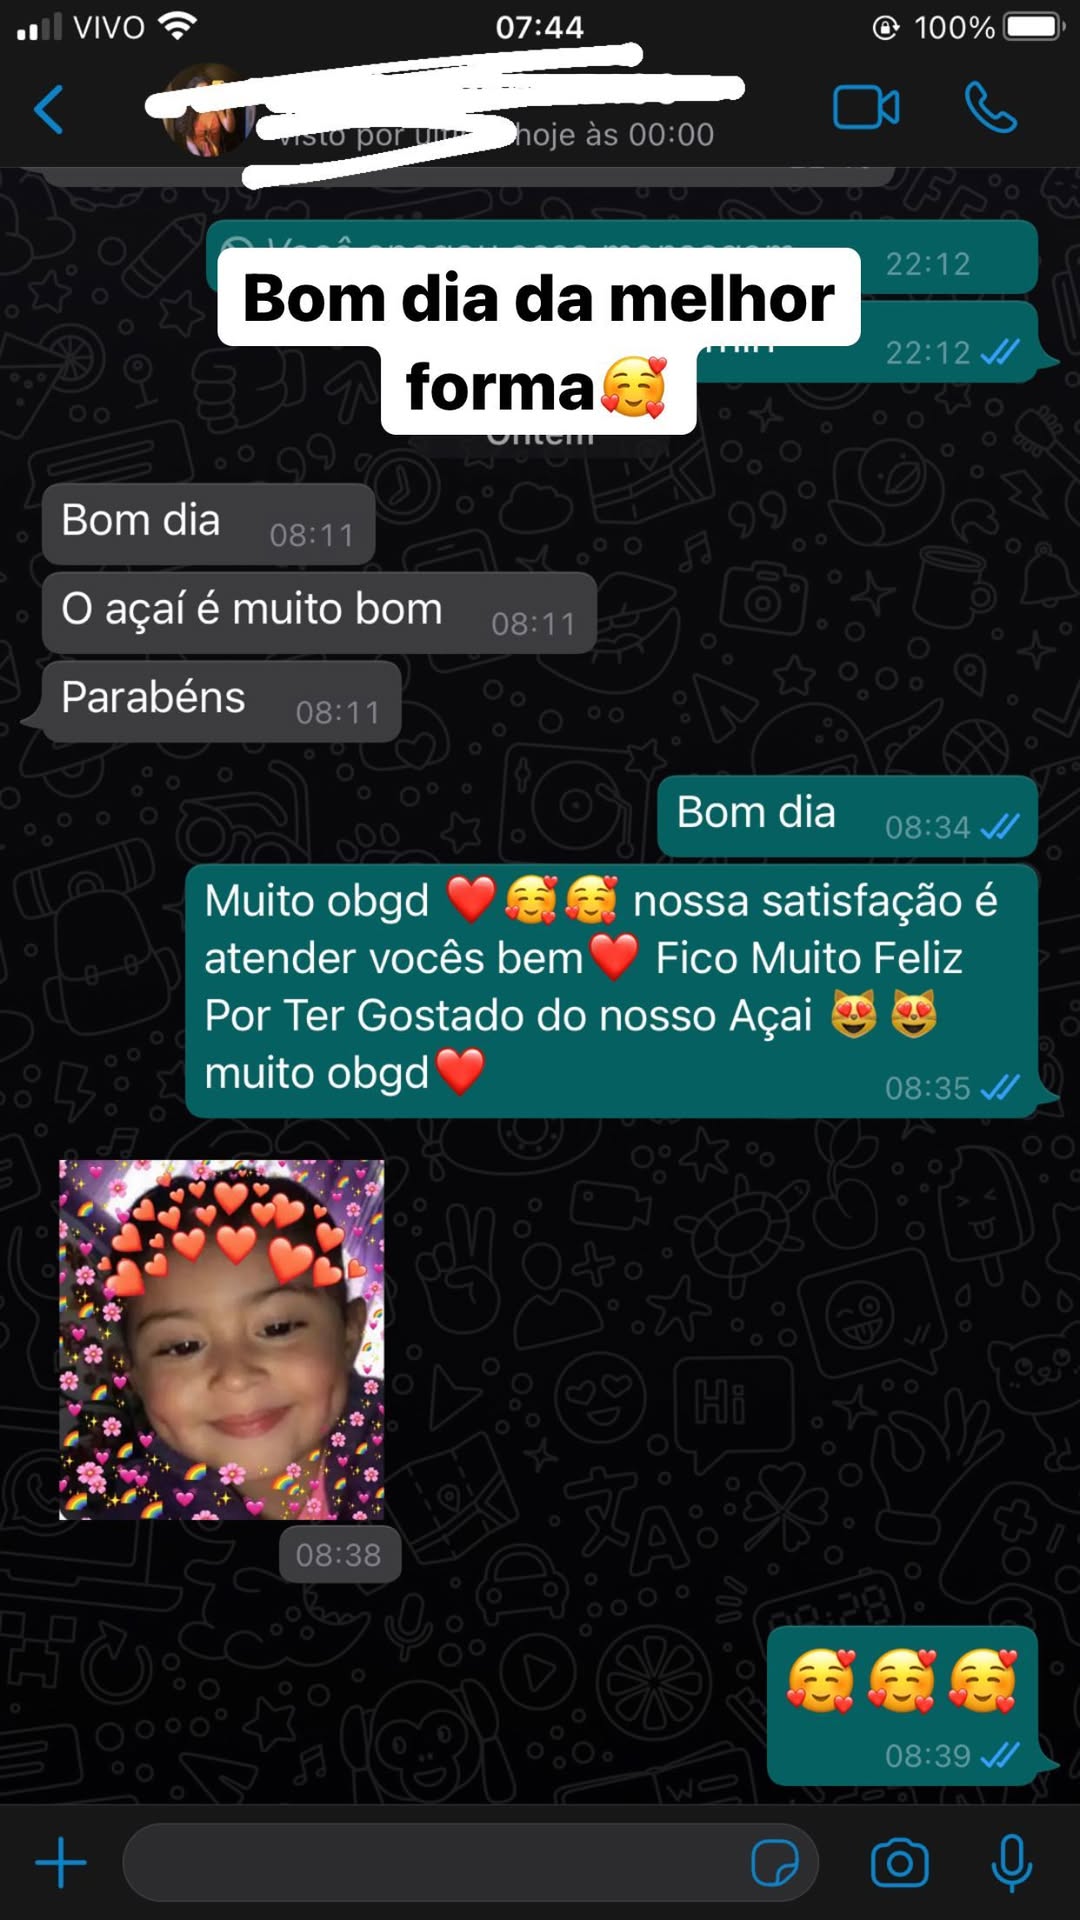 VIVO 07:44 100%
visto por hoje às 00:00
22:12
Bom dia da melhor
forma🥰
22:12
Ontem
Bom dia 08:11
O açaí é muito bom 08:11
Parabéns 08:11
Bom dia 08:34
Muito obgd ❤️🥰🥰 nossa satisfação é
atender vocês bem❤️ Fico Muito Feliz
Por Ter Gostado do nosso Açai 😻😻
muito obgd❤️
08:35
08:38
🥰🥰🥰
08:39